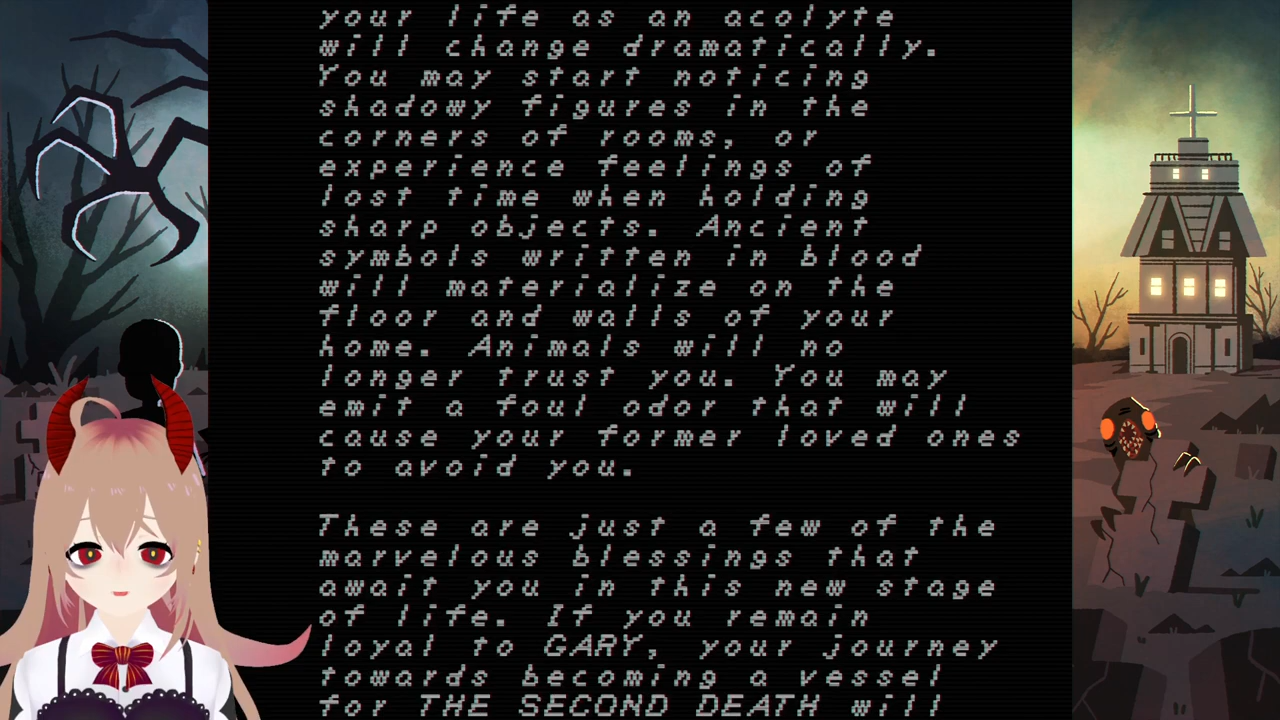 your life as an acolyte
will change dramatically.
You may start noticing
shadowy figures in the
corners of rooms, or
experience feelings of
lost time when holding
sharp objects. Ancient
symbols written in blood
will materialize on the
floor and walls of your
home. Animals will no
longer trust you. You may
emit a foul odor that will
cause your former loved ones
to avoid you.
These are just a few of the
marvelous blessings that
await you in this new stage
of life. If you remain
loyal to GARY, your journey
towards becoming a vessel
for THE SECOND DEATH will